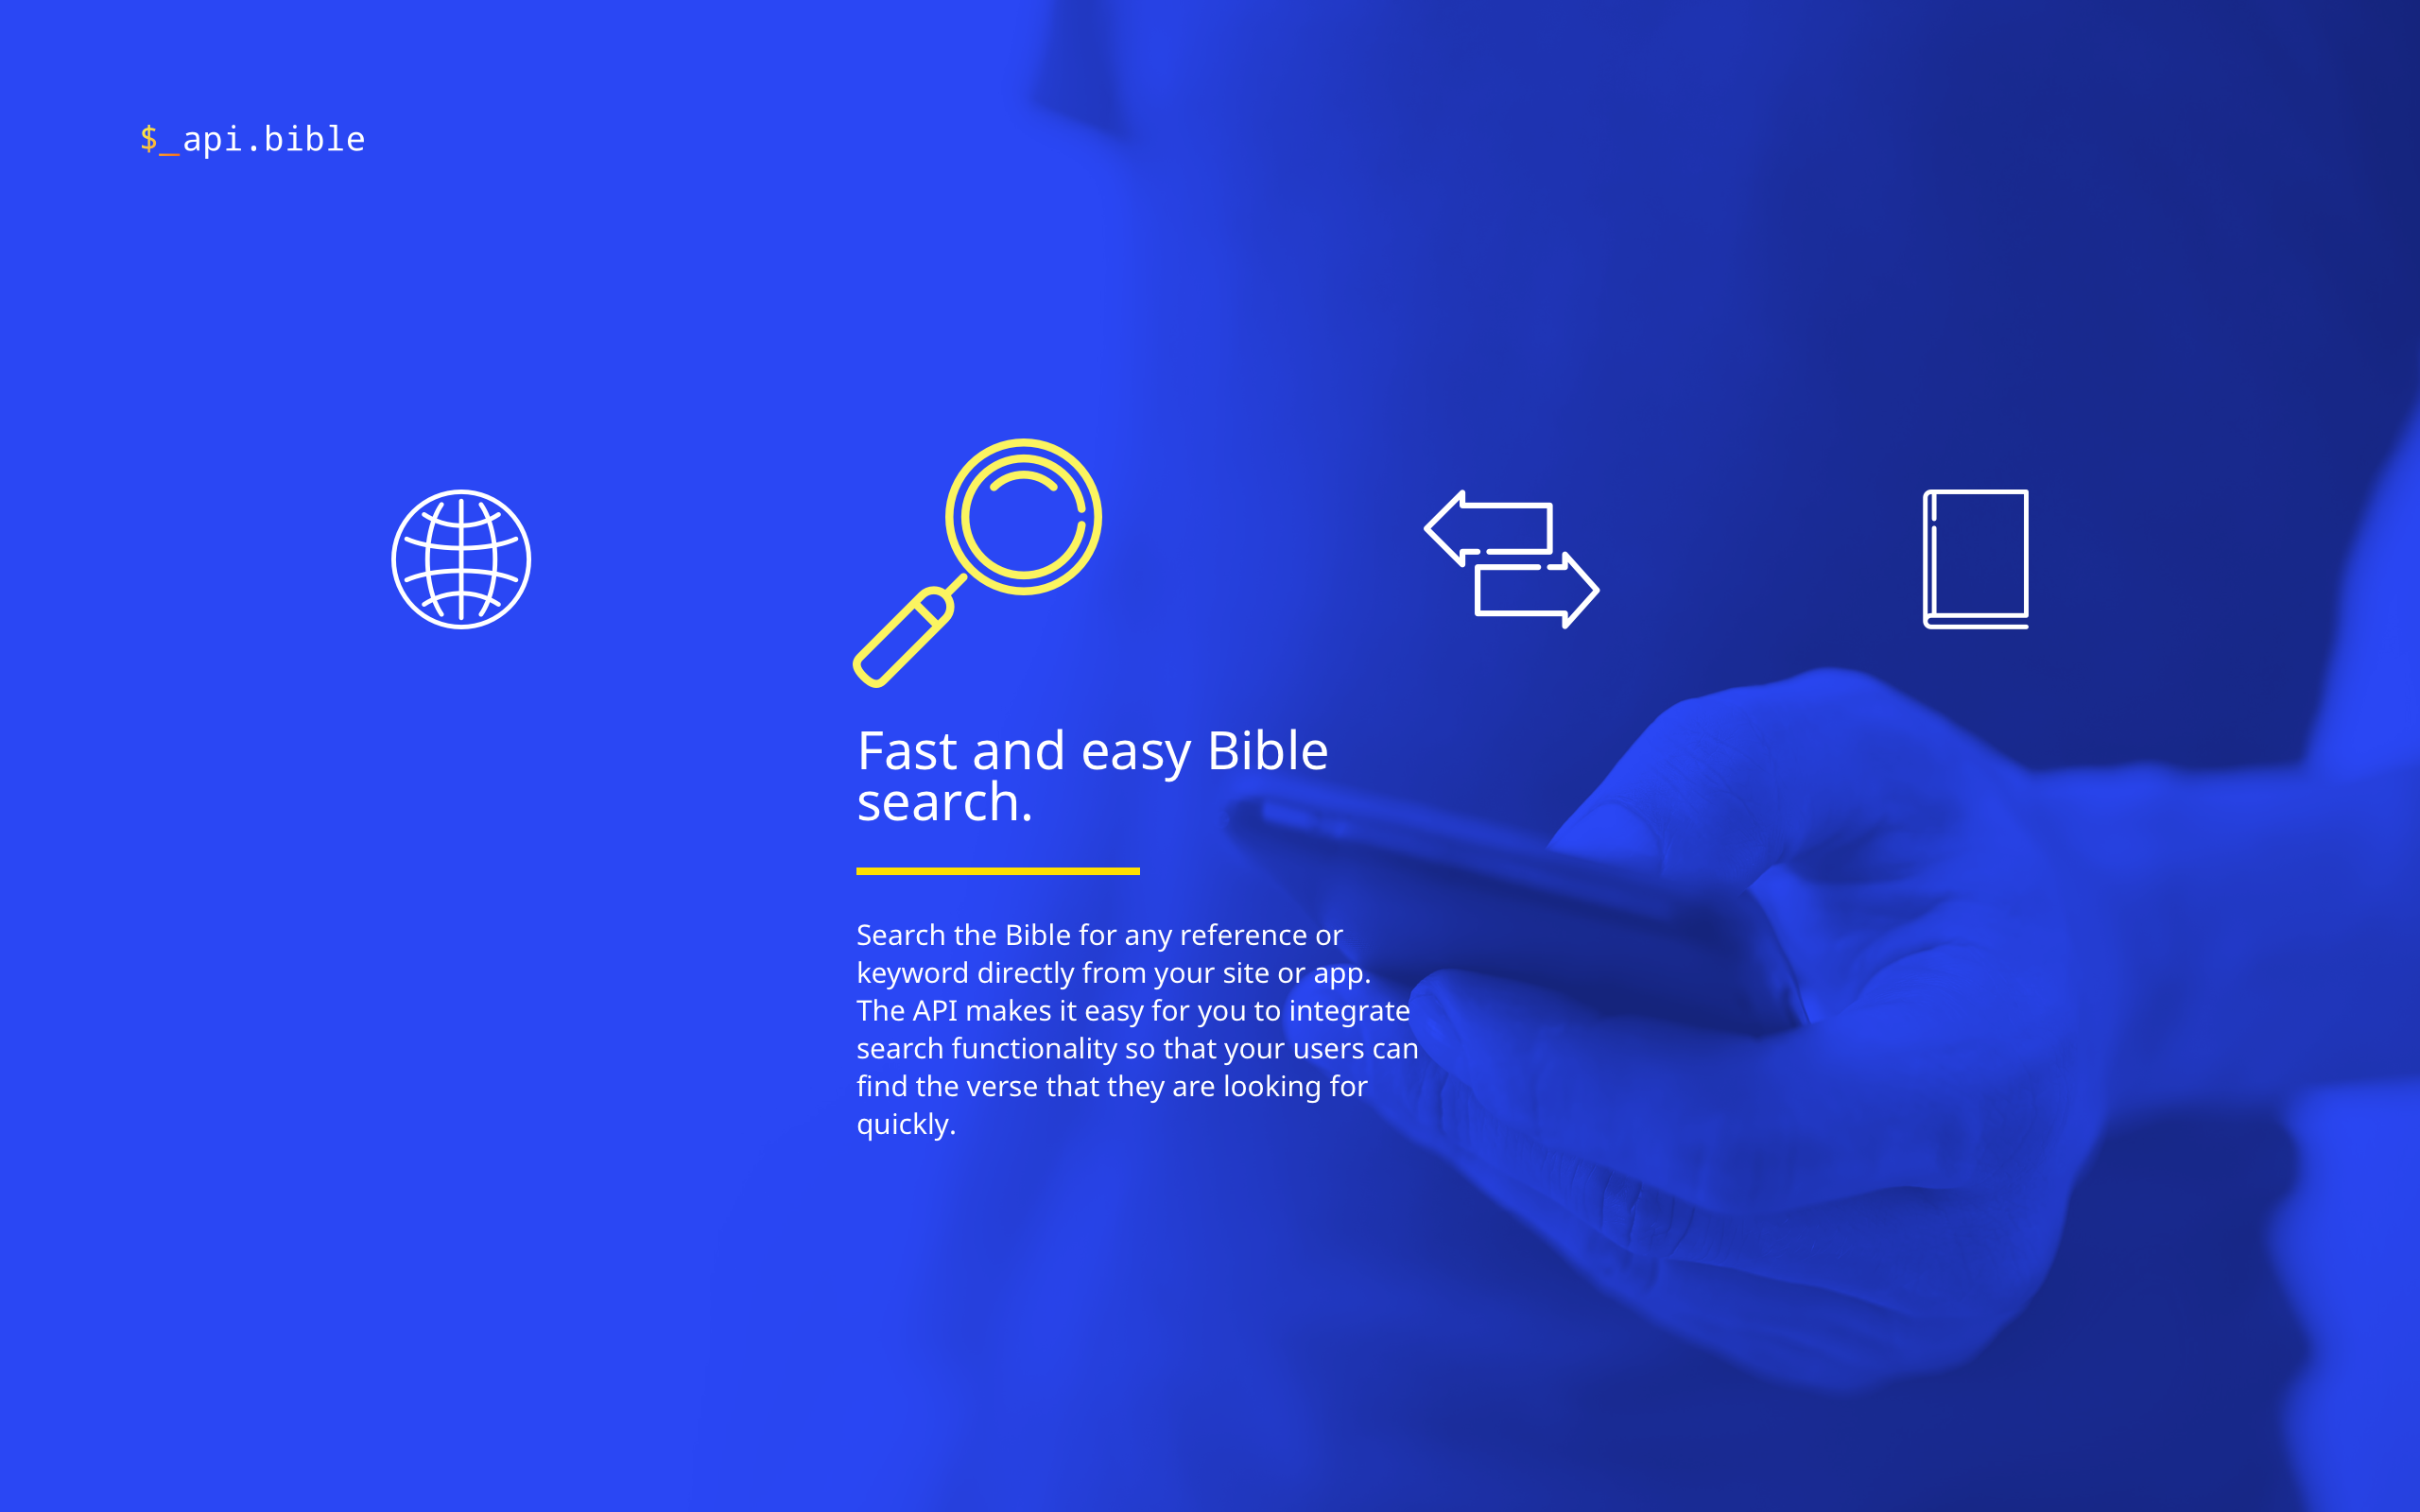 $_api.bible
Fast and easy Bible
search.
Search the Bible for any reference or
keyword directly from your site or app.
The API makes it easy for you to integrate
search functionality so that your users can
find the verse that they are looking for
quickly.